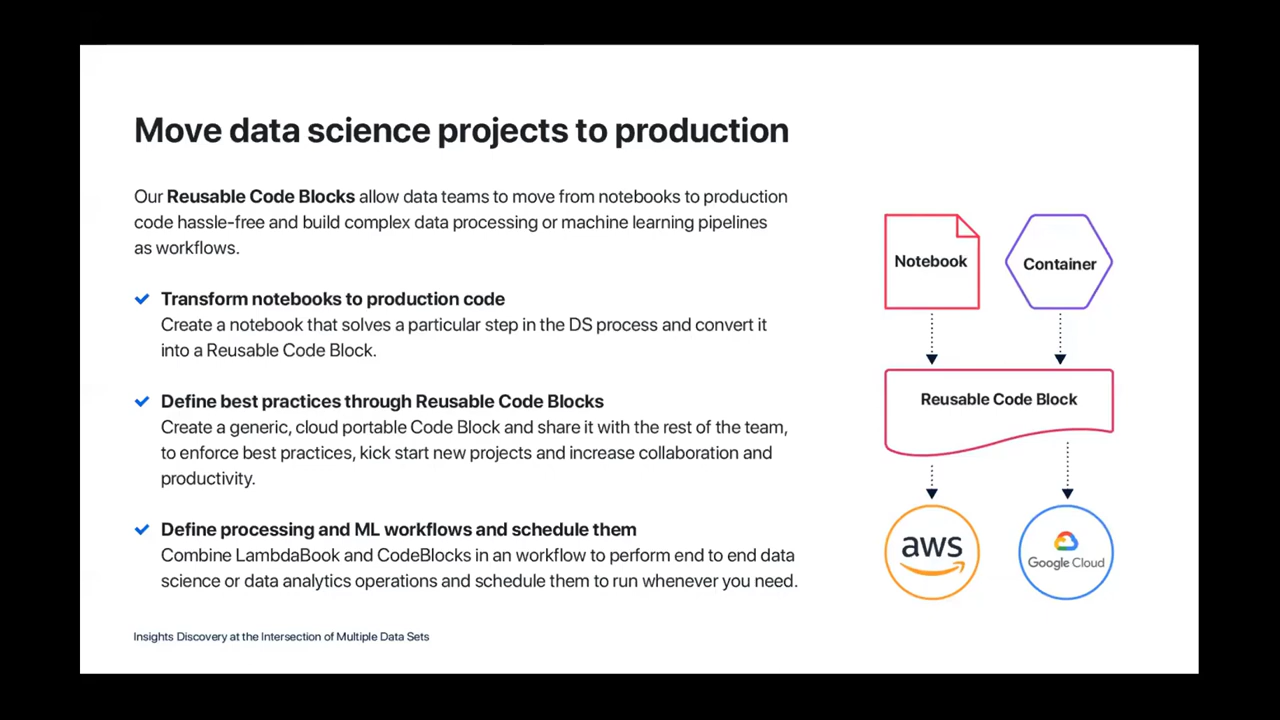 Move data science projects to production
Our Reusable Code Blocks allow data teams to move from notebooks to production
code hassle-free and build complex data processing or machine learning pipelines
as workflows.
Transform notebooks to production code
Create a notebook that solves a particular step in the DS process and convert it
into a Reusable Code Block.
Define best practices through Reusable Code Blocks
Create a generic, cloud portable Code Block and share it with the rest of the team,
to enforce best practices, kick start new projects and increase collaboration and
productivity.
Define processing and ML workflows and schedule them
Combine LambdaBook and CodeBlocks in an workflow to perform end to end data
science or data analytics operations and schedule them to run whenever you need.
Insights Discovery at the Intersection of Multiple Data Sets
Notebook
Container
Reusable Code Block
aws
Google Cloud